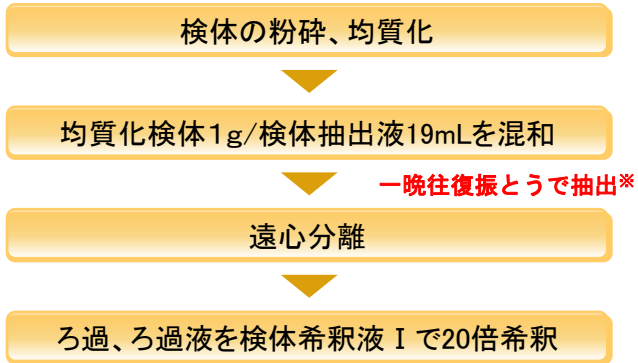 検体の粉砕、均質化
均質化検体1g/検体抽出液19mLを混和
一晩往復振とうで抽出※
遠心分離
ろ過、ろ過液を検体希釈液Ⅰで20倍希釈